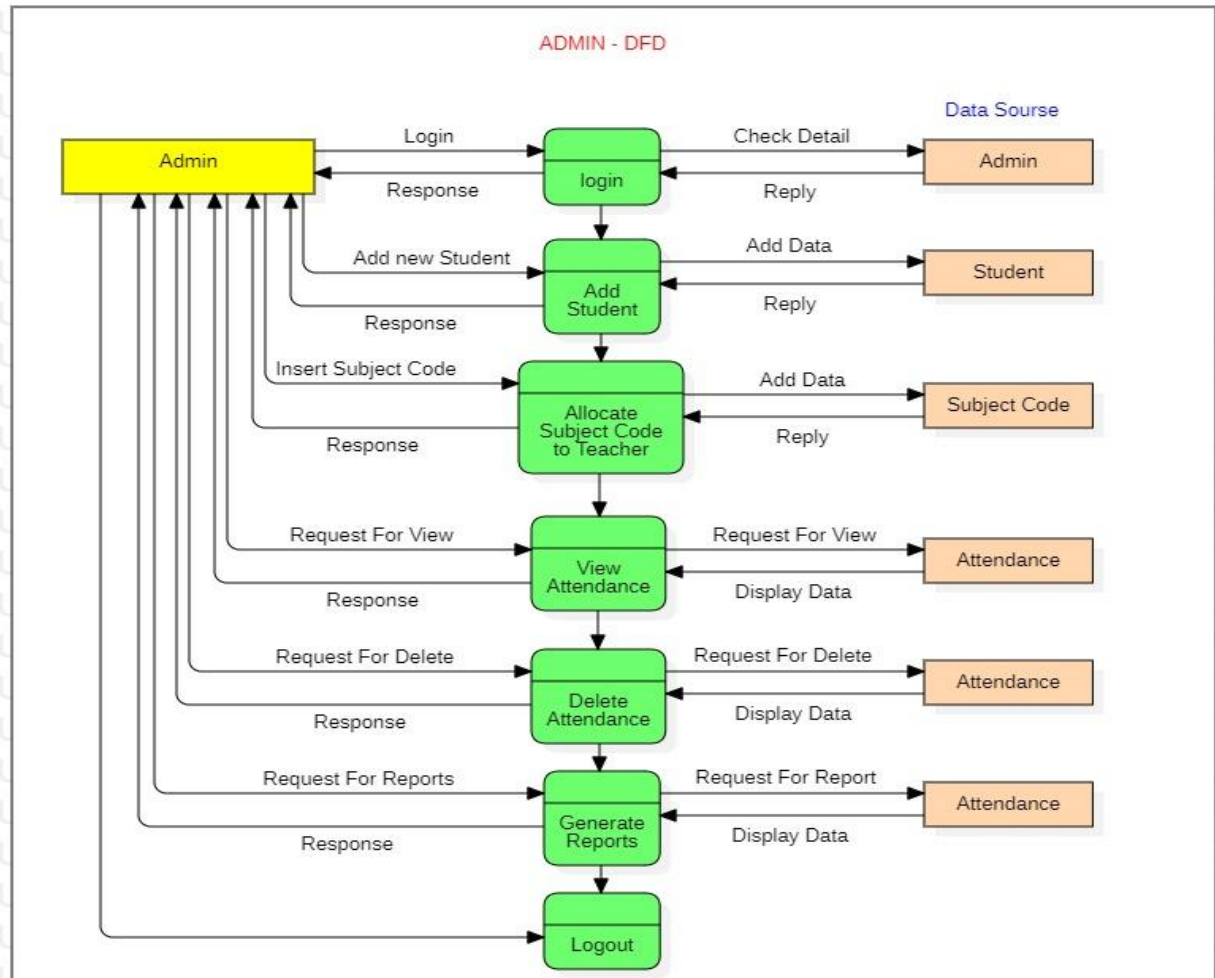 ADMIN - DFD
Data Sourse
Admin
Login
Response
login
Check Detail
Reply
Admin
Add new Student
Response
Add
Student
Add Data
Reply
Student
Insert Subject Code
Response
Allocate
Subject Code
to Teacher
Add Data
Reply
Subject Code
Request For View
Response
View
Attendance
Request For View
Display Data
Attendance
Request For Delete
Response
Delete
Attendance
Request For Delete
Display Data
Attendance
Request For Reports
Response
Generate
Reports
Request For Report
Display Data
Attendance
Logout